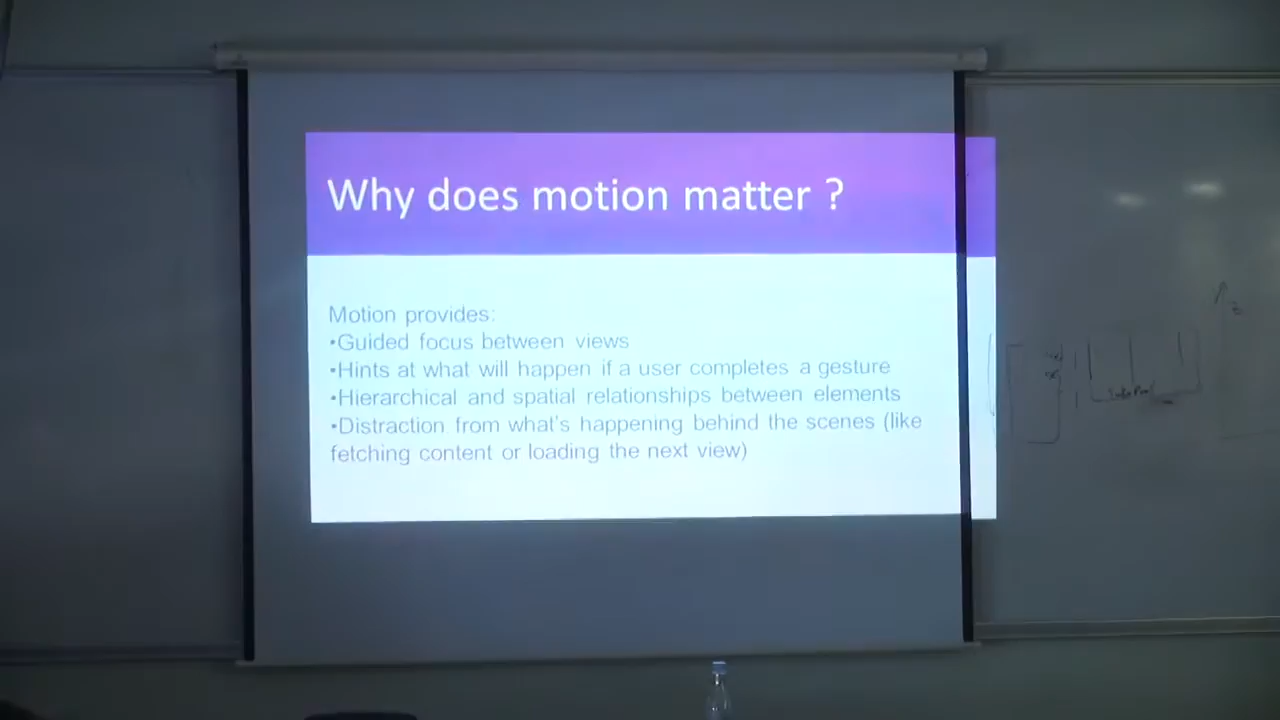 Why does motion matter ?
Motion provides:
•Guided focus between views
•Hints at what will happen if a user completes a gesture
•Hierarchical and spatial relationships between elements
•Distraction from what's happening behind the scenes (like
fetching content or loading the next view)